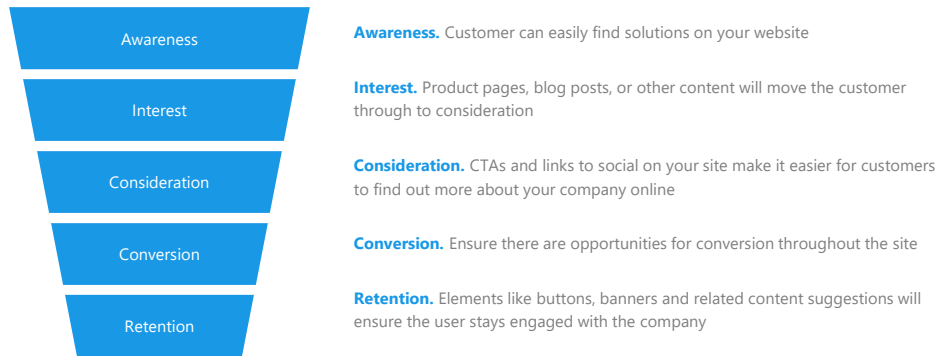 Awareness
Interest
Consideration
Conversion
Retention
Awareness. Customer can easily find solutions on your website
Interest. Product pages, blog posts, or other content will move the customer
through to consideration
Consideration. CTAs and links to social on your site make it easier for customers
to find out more about your company online
Conversion. Ensure there are opportunities for conversion throughout the site
Retention. Elements like buttons, banners and related content suggestions will
ensure the user stays engaged with the company